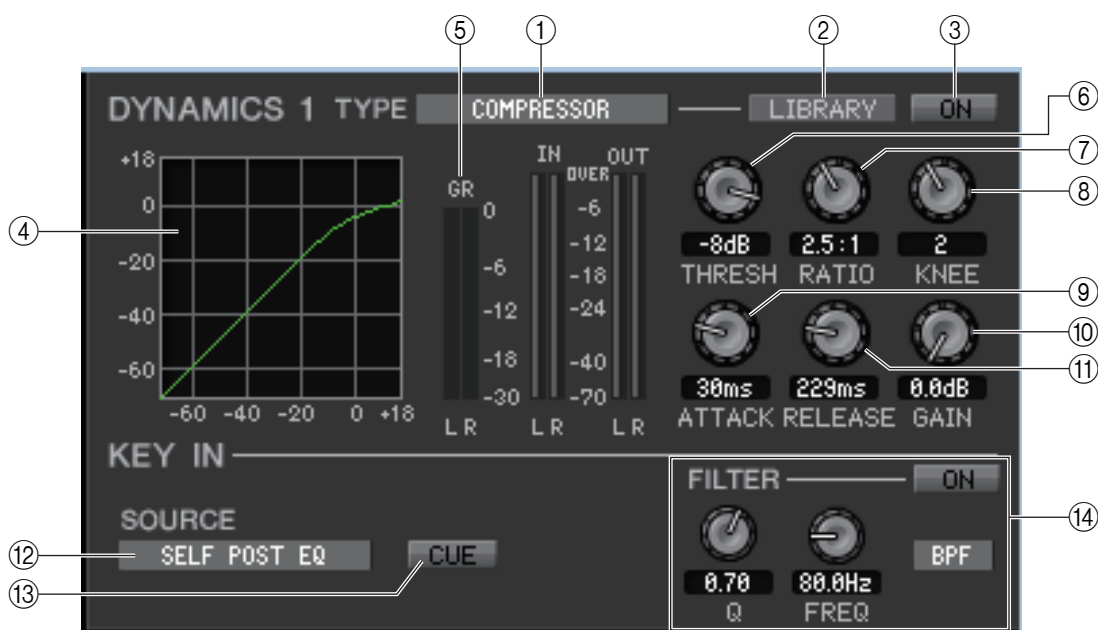 ⑤ ① ② ③
DYNAMICS 1 TYPE COMPRESSOR LIBRARY ON
⑥
⑦
⑧
④
+18
0
-20
-40
-60
-60 -40 -20 0 +18
GR
0
-6
-12
-18
-30
L R
IN OUT
OVER
-6
-12
-18
-24
-40
-70
L R L R
-8dB 2.5:1 2
THRESH RATIO KNEE
⑨
⑩
⑪
30ms 229ms 0.0dB
ATTACK RELEASE GAIN
KEY IN
SOURCE
⑫ SELF POST EQ CUE
⑬
FILTER ON
⑭
0.70 80.0Hz BPF
Q FREQ